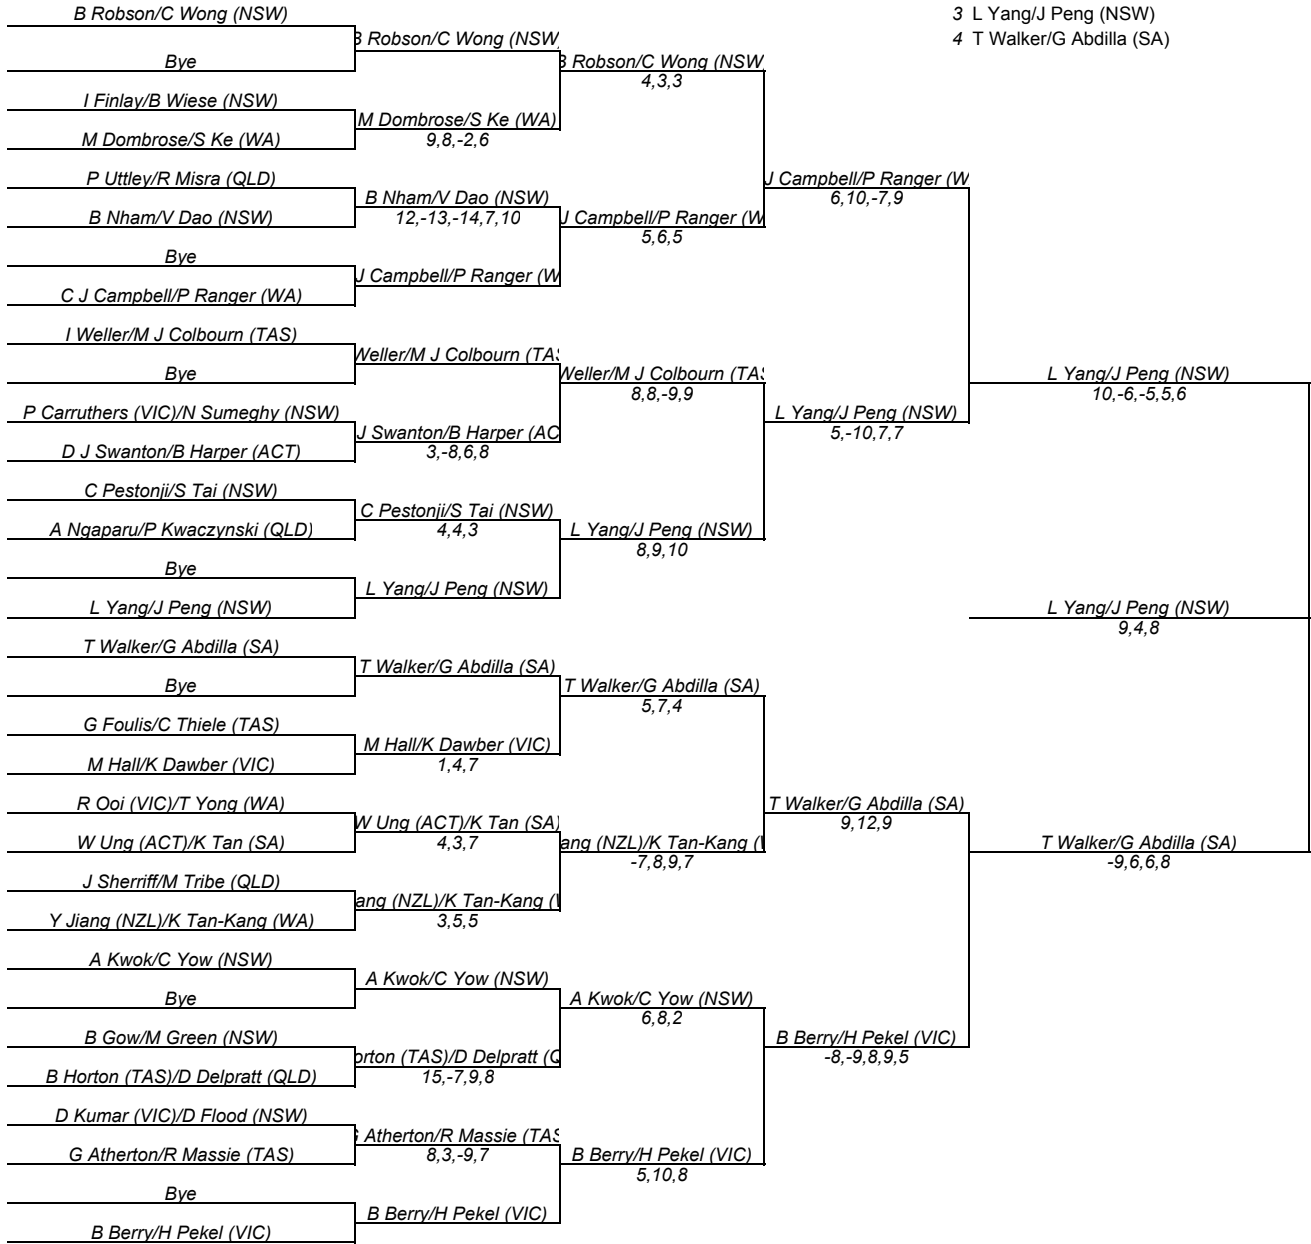 B Robson/C Wong (NSW)
Bye
I Finlay/B Wiese (NSW)
M Dombrose/S Ke (WA)
P Uttley/R Misra (QLD)
B Nham/V Dao (NSW)
Bye
C J Campbell/P Ranger (WA)
I Weller/M J Colbourn (TAS)
Bye
P Carruthers (VIC)/N Sumeghy (NSW)
D J Swanton/B Harper (ACT)
C Pestonji/S Tai (NSW)
A Ngaparu/P Kwaczynski (QLD)
Bye
L Yang/J Peng (NSW)
T Walker/G Abdilla (SA)
Bye
G Foulis/C Thiele (TAS)
M Hall/K Dawber (VIC)
R Ooi (VIC)/T Yong (WA)
W Ung (ACT)/K Tan (SA)
J Sherriff/M Tribe (QLD)
Y Jiang (NZL)/K Tan-Kang (WA)
A Kwok/C Yow (NSW)
Bye
B Gow/M Green (NSW)
B Horton (TAS)/D Delpratt (QLD)
D Kumar (VIC)/D Flood (NSW)
G Atherton/R Massie (TAS)
Bye
B Berry/H Pekel (VIC)
B Robson/C Wong (NSW)
M Dombrose/S Ke (WA)
9,8,-2,6
B Nham/V Dao (NSW)
12,-13,-14,7,10
J Campbell/P Ranger (W
Weller/M J Colbourn (TAS
J Swanton/B Harper (AC
3,-8,6,8
C Pestonji/S Tai (NSW)
4,4,3
L Yang/J Peng (NSW)
T Walker/G Abdilla (SA)
M Hall/K Dawber (VIC)
1,4,7
W Ung (ACT)/K Tan (SA)
4,3,7
ang (NZL)/K Tan-Kang (
3,5,5
A Kwok/C Yow (NSW)
orton (TAS)/D Delpratt (Q
15,-7,9,8
G Atherton/R Massie (TAS
8,3,-9,7
B Berry/H Pekel (VIC)
B Robson/C Wong (NSW
4,3,3
J Campbell/P Ranger (W
5,6,5
Weller/M J Colbourn (TAS
8,8,-9,9
L Yang/J Peng (NSW)
8,9,10
T Walker/G Abdilla (SA)
5,7,4
ang (NZL)/K Tan-Kang (
-7,8,9,7
A Kwok/C Yow (NSW)
6,8,2
B Berry/H Pekel (VIC)
5,10,8
J Campbell/P Ranger (W
6,10,-7,9
L Yang/J Peng (NSW)
5,-10,7,7
T Walker/G Abdilla (SA)
9,12,9
B Berry/H Pekel (VIC)
-8,-9,8,9,5
3 L Yang/J Peng (NSW)
4 T Walker/G Abdilla (SA)
L Yang/J Peng (NSW)
10,-6,-5,5,6
L Yang/J Peng (NSW)
9,4,8
T Walker/G Abdilla (SA)
-9,6,6,8